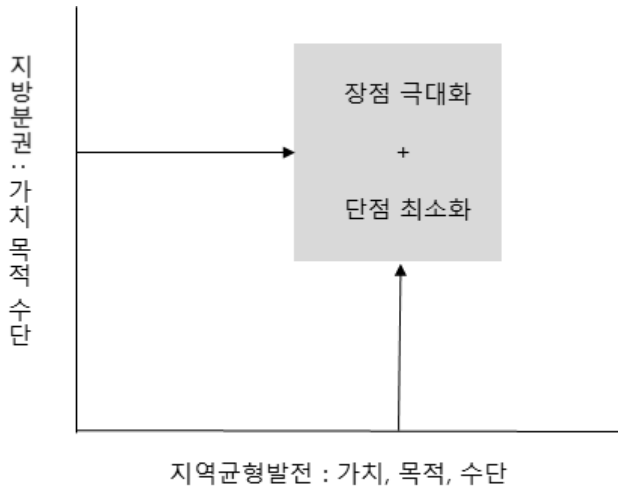 지방분권 : 가치 목적 수단
장점 극대화
+
단점 최소화
지역균형발전 : 가치, 목적, 수단